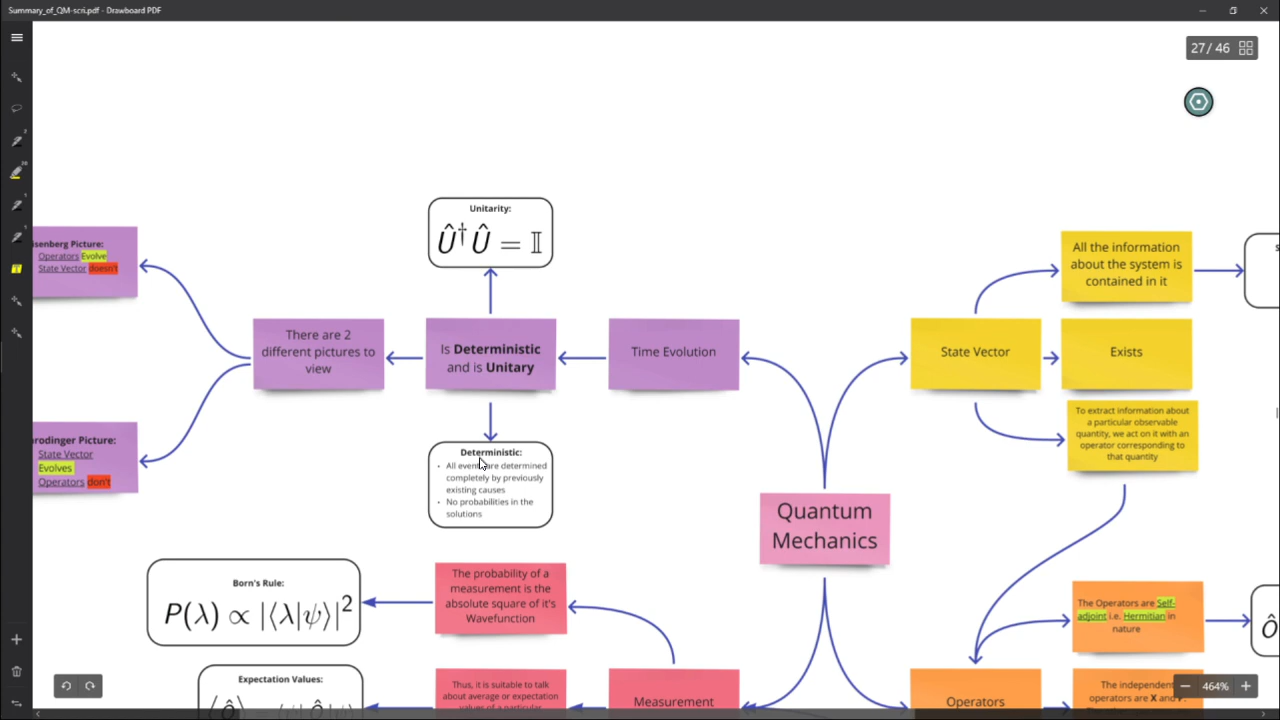 Summary_of_QM-scri.pdf - Drawboard PDF
27/ 46
Unitarity:
Û†Û = 𝕀
isenberg Picture:
Operators Evolve
State Vector doesn't
There are 2
different pictures to
view
Is Deterministic
and is Unitary
Time Evolution
State Vector
All the information
about the system is
contained in it
Exists
To extract information about
a particular observable
quantity, we act on it with an
operator corresponding to
that quantity
rodinger Picture:
State Vector
Evolves
Operators don't
Deterministic:
• All events are determined
completely by previously
existing causes
• No probabilities in the
solutions
Quantum
Mechanics
Born's Rule:
P(λ) ∝ |⟨λ|ψ⟩|²
The probability of a
measurement is the
absolute square of it's
Wavefunction
The Operators are Self-
adjoint i.e. Hermitian in
nature
Ô
Expectation Values:
Thus, it is suitable to talk
about average or expectation
values of a particular
Measurement
Operators
The independent
operators are X and P.
464%